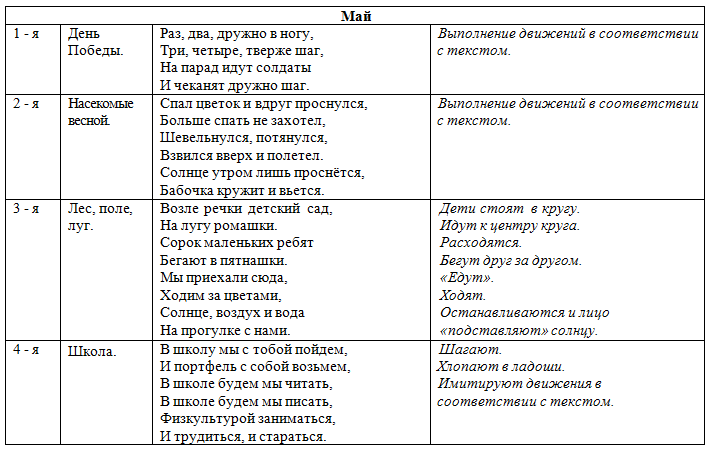 Май
1 - я День Раз, два, дружно в ногу, Выполнение движений в соответствии
Победы. Три, четыре, тверже шаг, с текстом.
На парад идут солдаты
И чеканят дружно шаг.
2 - я Насекомые Спал цветок и вдруг проснулся, Выполнение движений в соответствии
весной. Больше спать не захотел, с текстом.
Шевельнулся, потянулся,
Взвился вверх и полетел.
Солнце утром лишь проснётся,
Бабочка кружит и вьется.
3 - я Лес, поле, Возле речки детский сад, Дети стоят в кругу.
луг. На лугу ромашки. Идут к центру круга.
Сорок маленьких ребят Расходятся.
Бегают в пятнашки. Бегут друг за другом.
Мы приехали сюда, «Едут».
Ходим за цветами, Ходят.
Солнце, воздух и вода Останавливаются и лицо
На прогулке с нами. «подставляют» солнцу.
4 - я Школа. В школу мы с тобой пойдем, Шагают.
И портфель с собой возьмем, Хлопают в ладоши.
В школе будем мы читать, Имитируют движения в
В школе будем мы писать, соответствии с текстом.
Физкультурой заниматься,
И трудиться, и стараться.